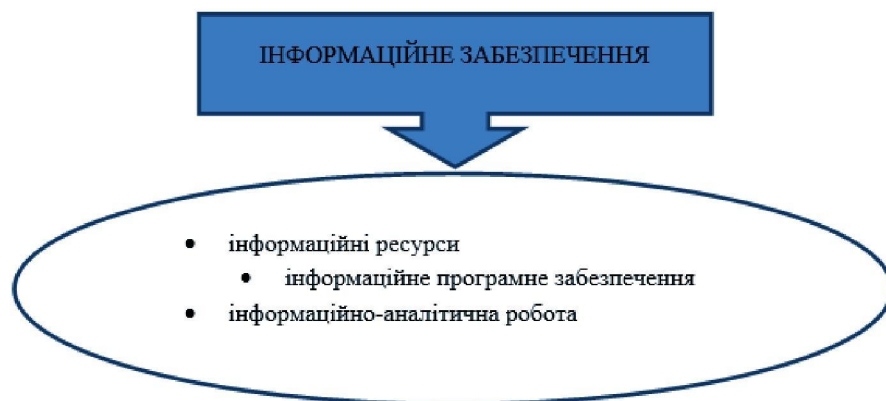 ІНФОРМАЦІЙНЕ ЗАБЕЗПЕЧЕННЯ
• інформаційні ресурси
• інформаційне програмне забезпечення
• інформаційно-аналітична робота